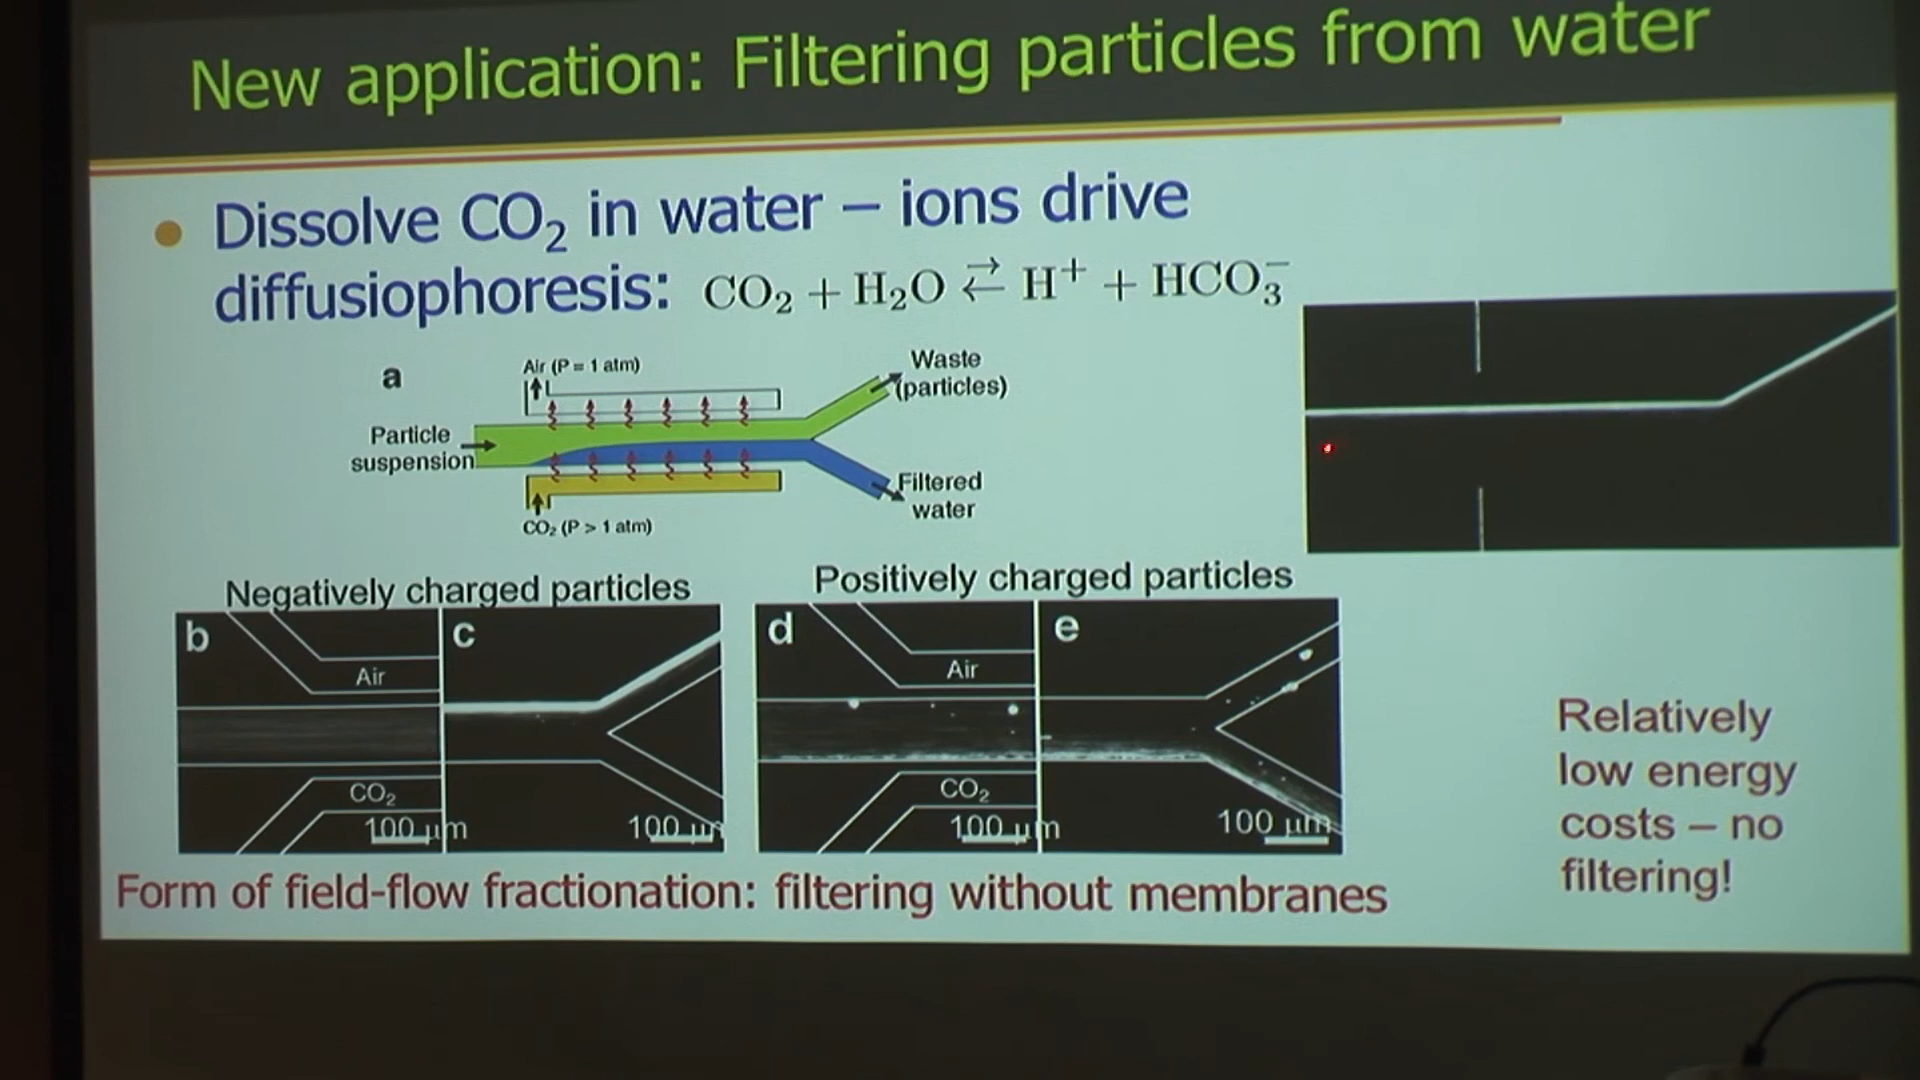 New application: Filtering particles from water
Dissolve CO₂ in water – ions drive
diffusiophoresis: CO₂ + H₂O ⇄ H⁺ + HCO₃⁻
a
Air (P = 1 atm)
Waste
(particles)
Particle
suspension
Filtered
water
CO₂ (P > 1 atm)
Negatively charged particles
Positively charged particles
b
c
d
e
Air
Air
CO₂
CO₂
100 μm
100 μm
100 μm
100 μm
Relatively
low energy
costs – no
filtering!
Form of field-flow fractionation: filtering without membranes